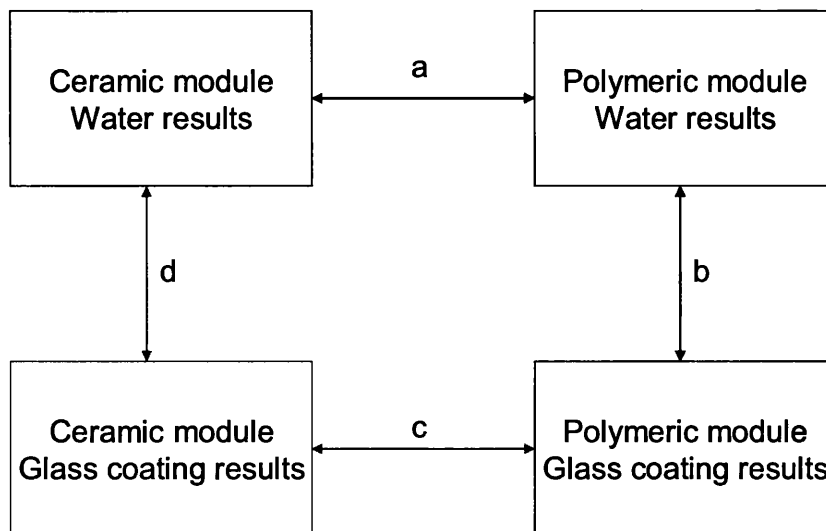 Ceramic module
Water results
a
Polymeric module
Water results
d
b
Ceramic module
Glass coating results
c
Polymeric module
Glass coating results